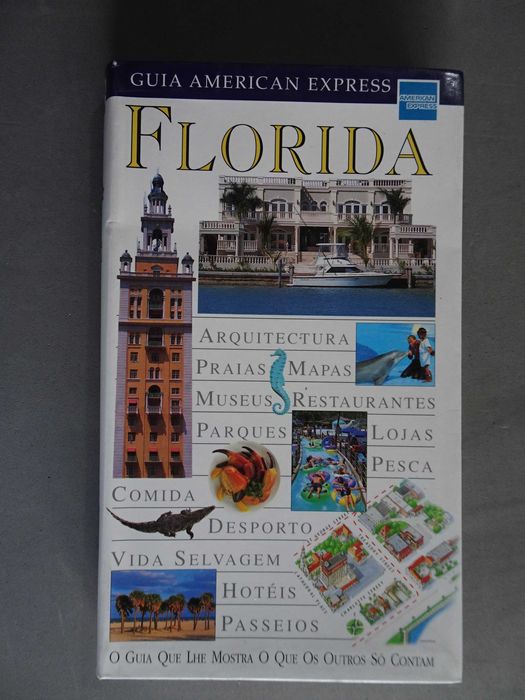 GUIA AMERICAN EXPRESS
AMERICAN
EXPRESS
FLORIDA
ARQUITECTURA
PRAIAS MAPAS
MUSEUS RESTAURANTES
PARQUES LOJAS
PESCA
COMIDA
DESPORTO
VIDA SELVAGEM
HOTÉIS
PASSEIOS
O GUIA QUE LHE MOSTRA O QUE OS OUTROS SÓ CONTAM